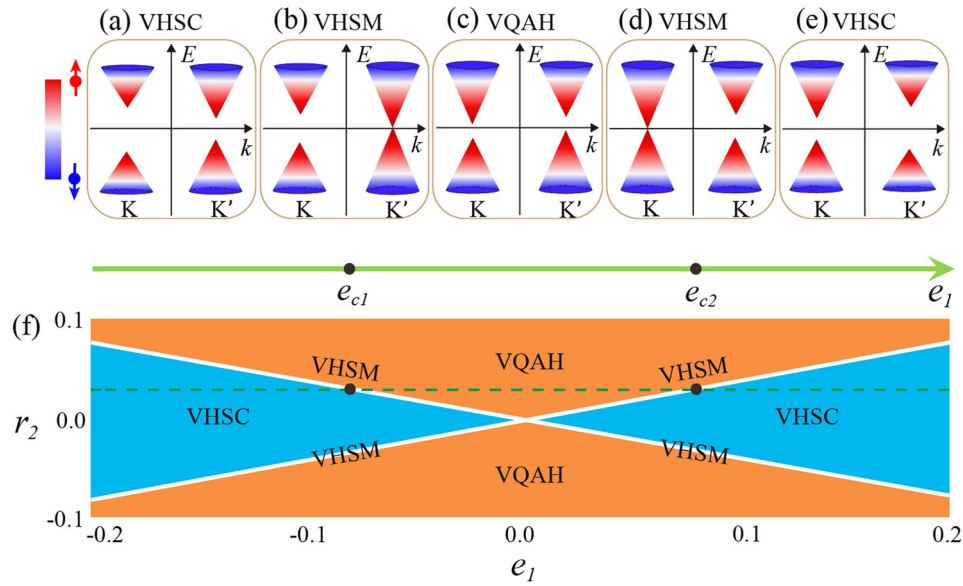 (a) VHSC
(b) VHSM
(c) VQAH
(d) VHSM
(e) VHSC
E E E E E
k k k k k
K K′ K K′ K K′ K K′ K K′
e_c1 e_c2 e_1
(f)
0.1
VHSM VQAH VHSM
r_2 0.0 VHSC VHSC
VHSM VQAH VHSM
-0.1
-0.2 -0.1 0.0 0.1 0.2
e_1